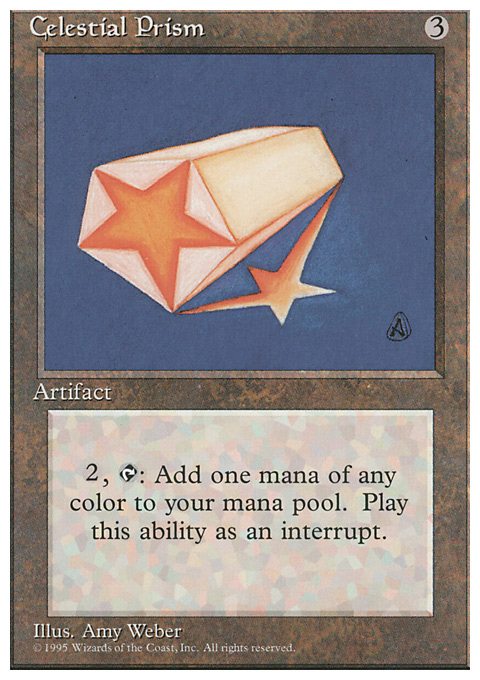 Celestial Prism 3
Artifact
2, : Add one mana of any
color to your mana pool. Play
this ability as an interrupt.
Illus. Amy Weber
© 1995 Wizards of the Coast, Inc. All rights reserved.